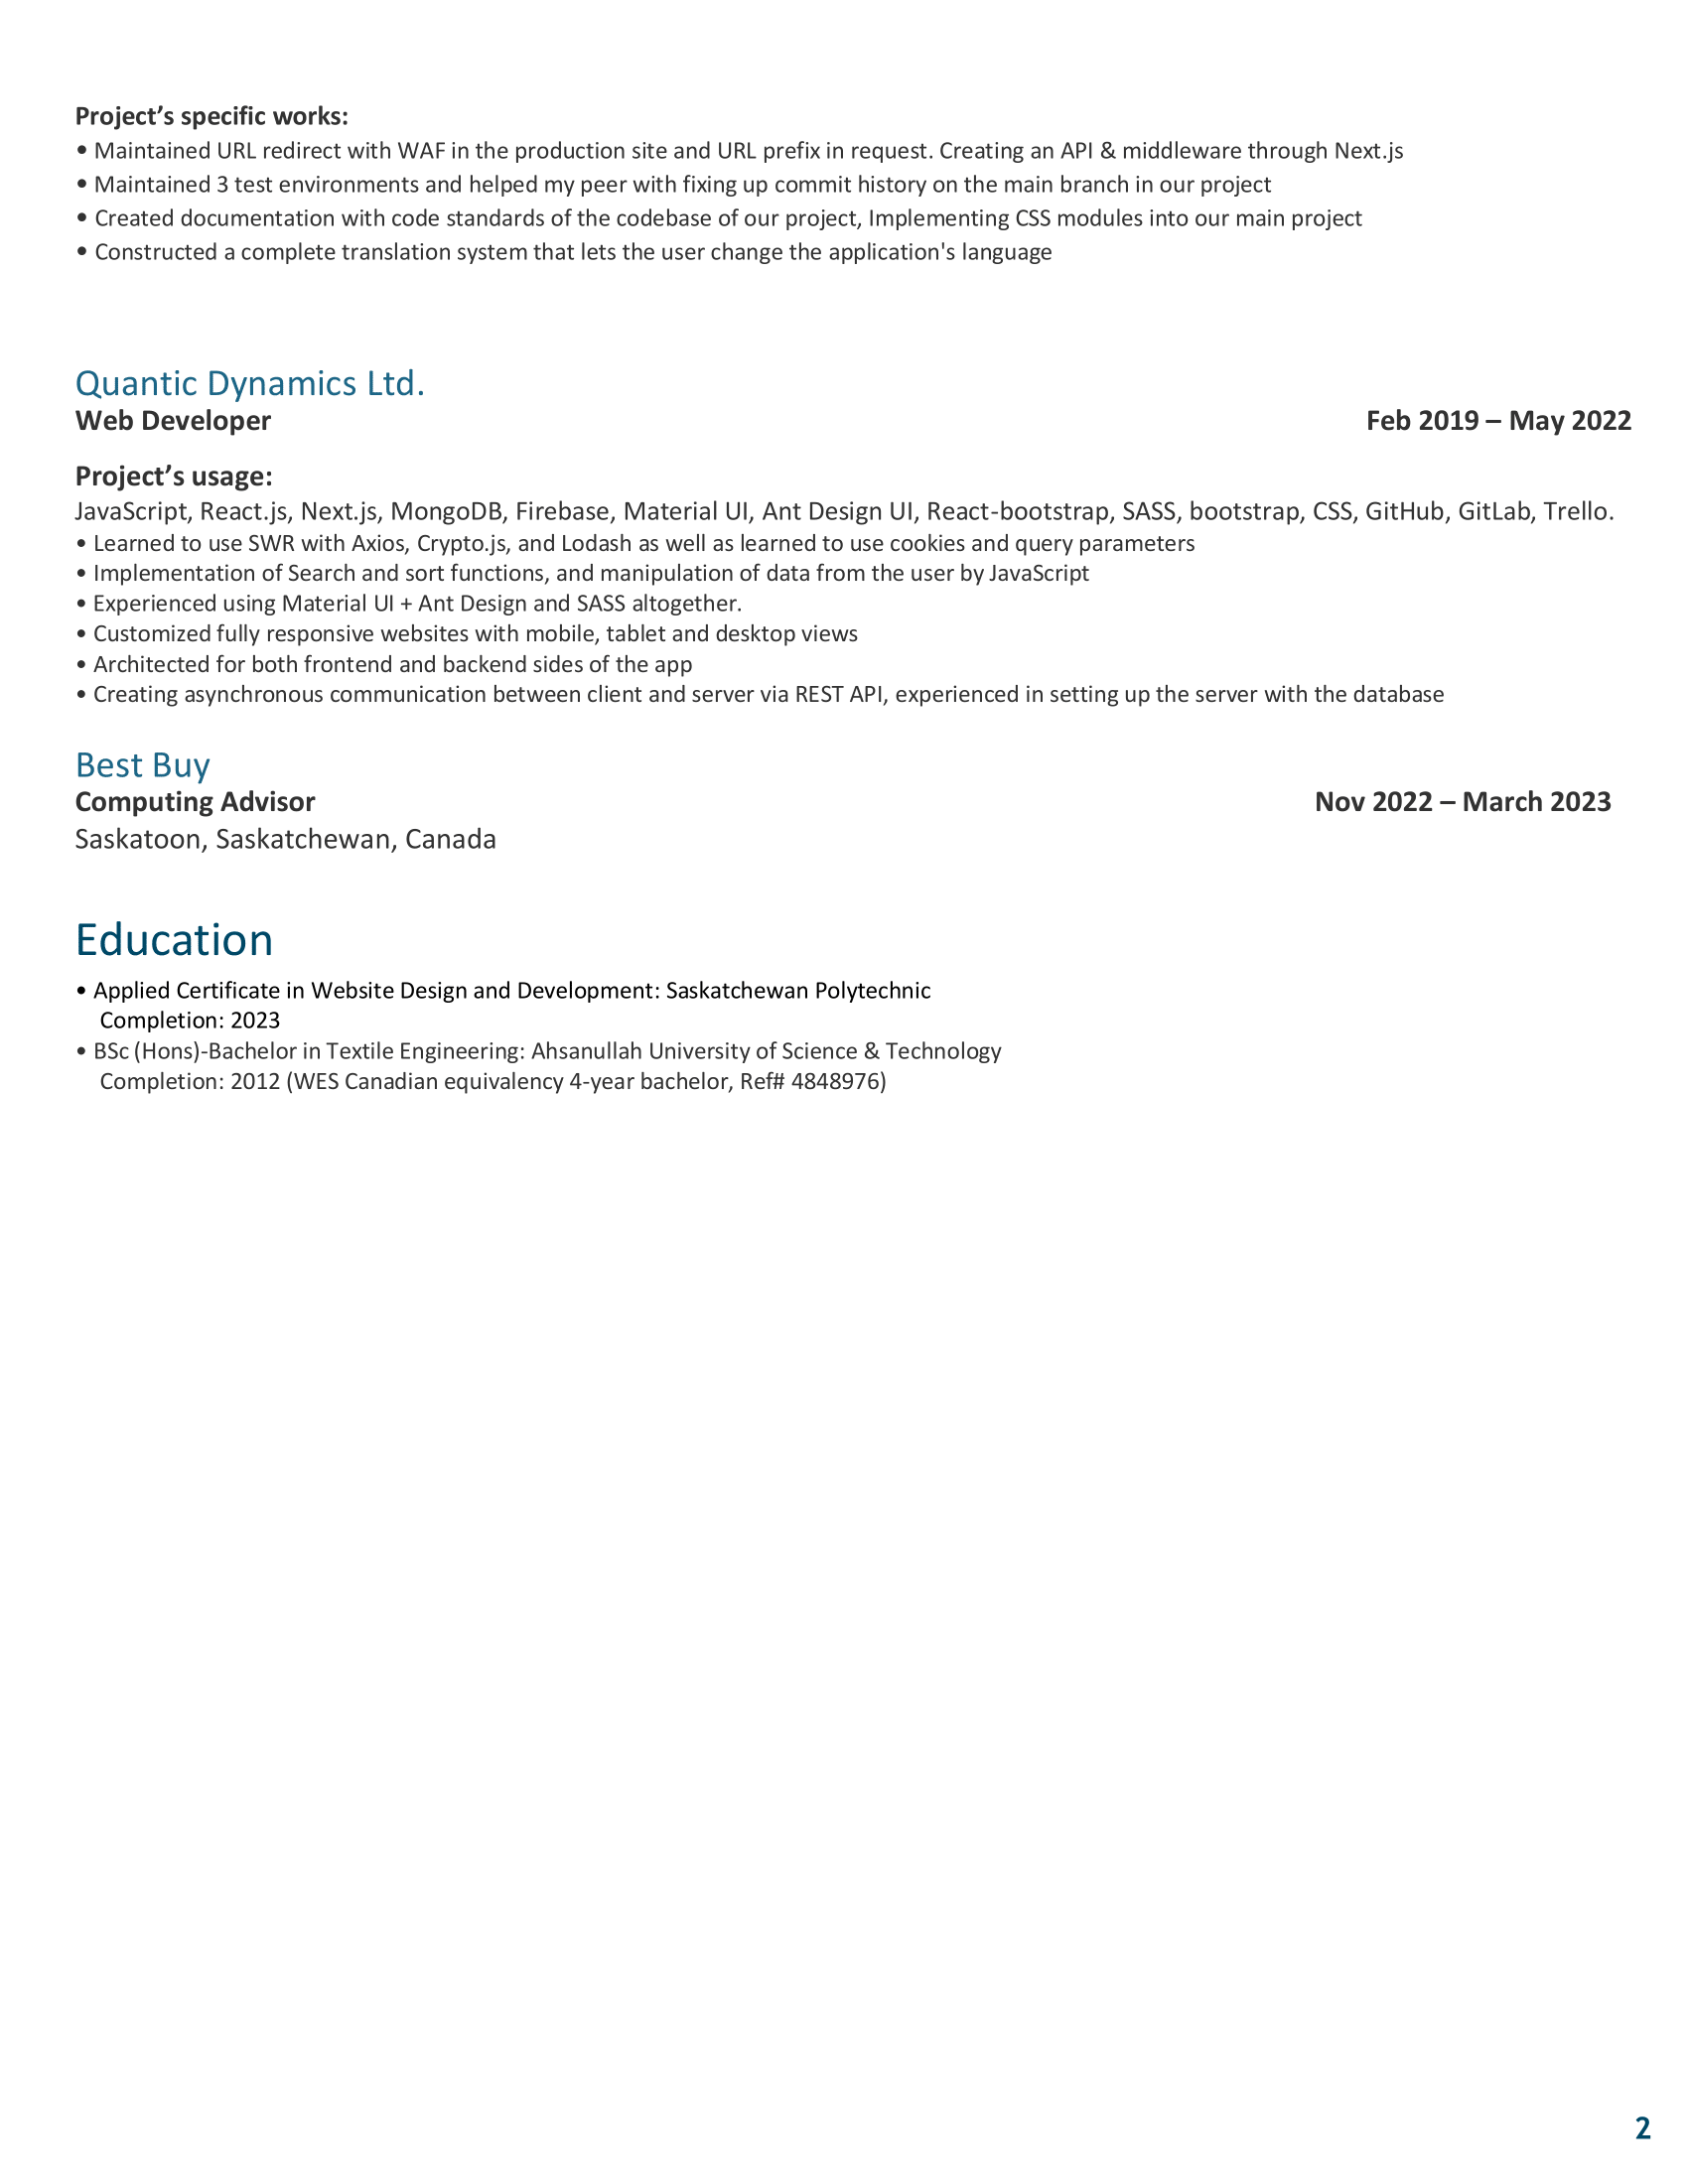 Project’s specific works:
• Maintained URL redirect with WAF in the production site and URL prefix in request. Creating an API & middleware through Next.js
• Maintained 3 test environments and helped my peer with fixing up commit history on the main branch in our project
• Created documentation with code standards of the codebase of our project, Implementing CSS modules into our main project
• Constructed a complete translation system that lets the user change the application's language
Quantic Dynamics Ltd.
Web Developer Feb 2019 – May 2022
Project’s usage:
JavaScript, React.js, Next.js, MongoDB, Firebase, Material UI, Ant Design UI, React-bootstrap, SASS, bootstrap, CSS, GitHub, GitLab, Trello.
• Learned to use SWR with Axios, Crypto.js, and Lodash as well as learned to use cookies and query parameters
• Implementation of Search and sort functions, and manipulation of data from the user by JavaScript
• Experienced using Material UI + Ant Design and SASS altogether.
• Customized fully responsive websites with mobile, tablet and desktop views
• Architected for both frontend and backend sides of the app
• Creating asynchronous communication between client and server via REST API, experienced in setting up the server with the database
Best Buy
Computing Advisor Nov 2022 – March 2023
Saskatoon, Saskatchewan, Canada
Education
• Applied Certificate in Website Design and Development: Saskatchewan Polytechnic
Completion: 2023
• BSc (Hons)-Bachelor in Textile Engineering: Ahsanullah University of Science & Technology
Completion: 2012 (WES Canadian equivalency 4-year bachelor, Ref# 4848976)
2